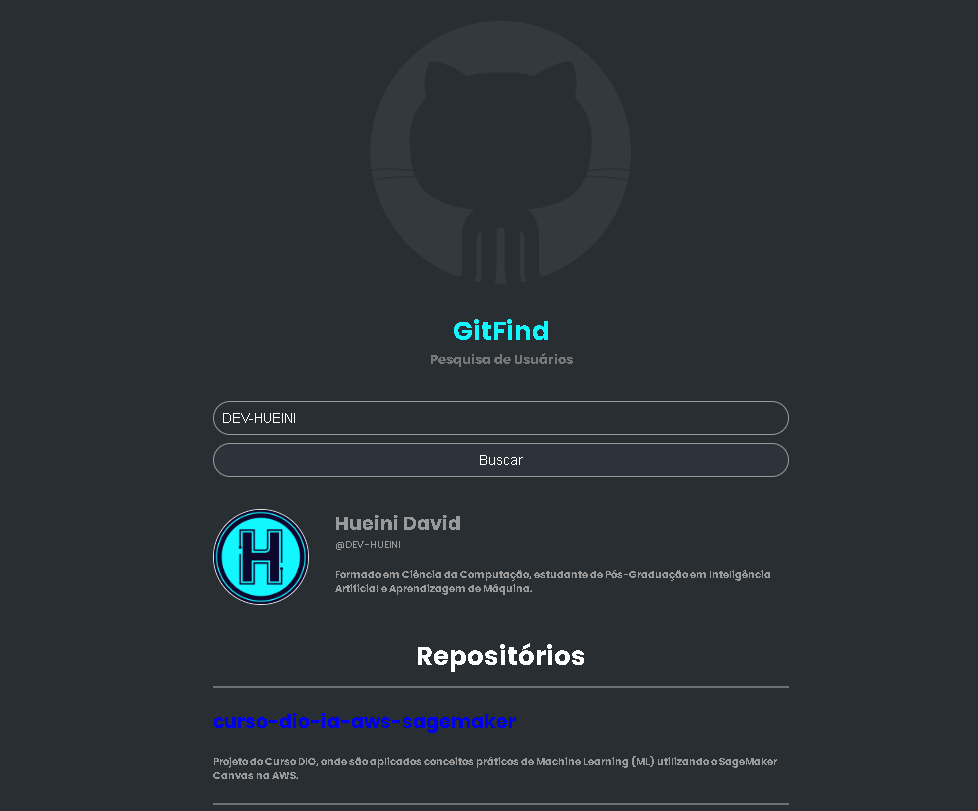 GitFind
Pesquisa de Usuários
DEV-HUEINI
Buscar
H
Hueini David
@DEV-HUEINI
Formado em Ciência da Computação, estudante de Pós-Graduação em Inteligência
Artificial e Aprendizagem de Máquina.
Repositórios
curso-dio-ia-aws-sagemaker
Projeto do Curso DIO, onde são aplicados conceitos práticos de Machine Learning (ML) utilizando o SageMaker
Canvas na AWS.